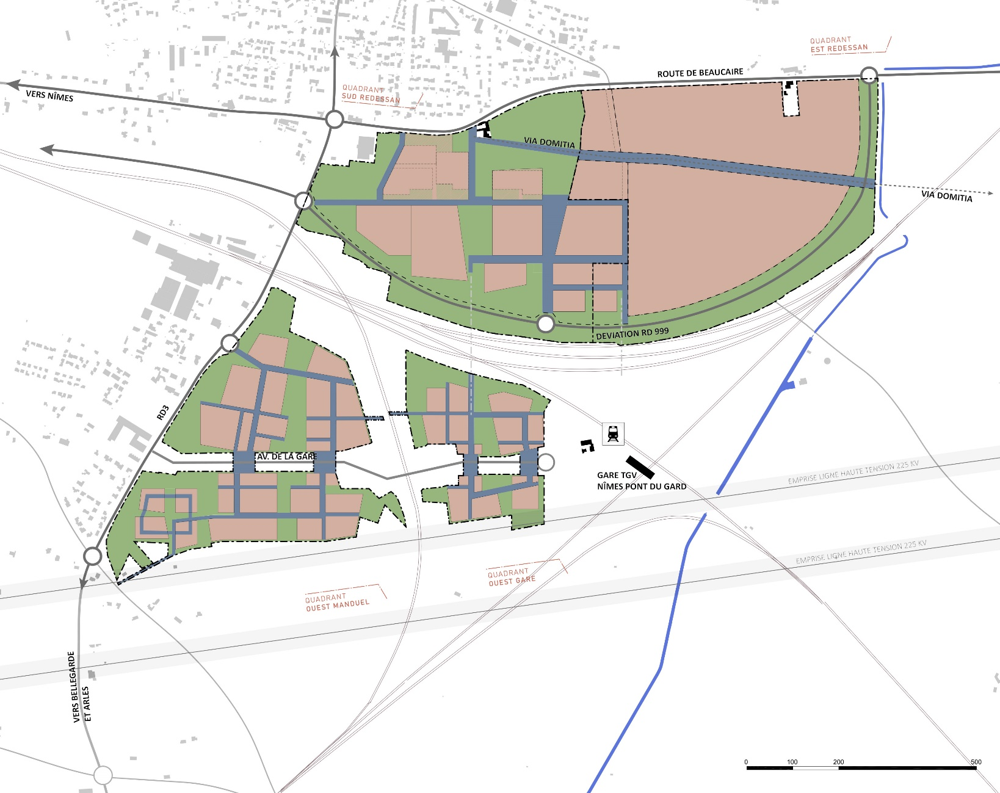 QUADRANT
EST REDESSAN
ROUTE DE BEAUCAIRE
VERS NÎMES
QUADRANT
SUD REDESSAN
VIA DOMITIA
VIA DOMITIA
DEVIATION RD 999
RD3
AV. DE LA GARE
GARE TGV
NÎMES PONT DU GARD
EMPRISE LIGNE HAUTE TENSION 225 KV
EMPRISE LIGNE HAUTE TENSION 225 KV
QUADRANT
OUEST GARE
QUADRANT
OUEST MANDUEL
VERS BELLEGARDE
ET ARLES
0 100 200 500